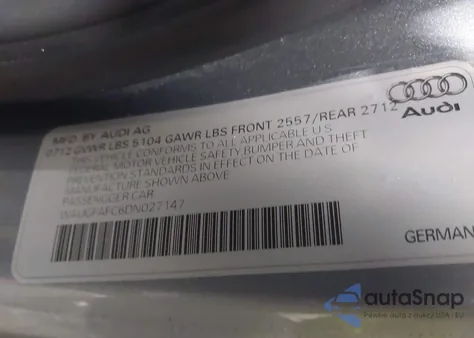 MFD. BY AUDI AG
0712 GVWR LBS 5104 GAWR LBS FRONT 2557/REAR 2712
THIS VEHICLE CONFORMS TO ALL APPLICABLE U.S.
FEDERAL MOTOR VEHICLE SAFETY BUMPER AND THEFT
PREVENTION STANDARDS IN EFFECT ON THE DATE OF
MANUFACTURE SHOWN ABOVE
PASSENGER CAR
WAUGFAFC6DN027147
Audi
GERMAN
autaSnap